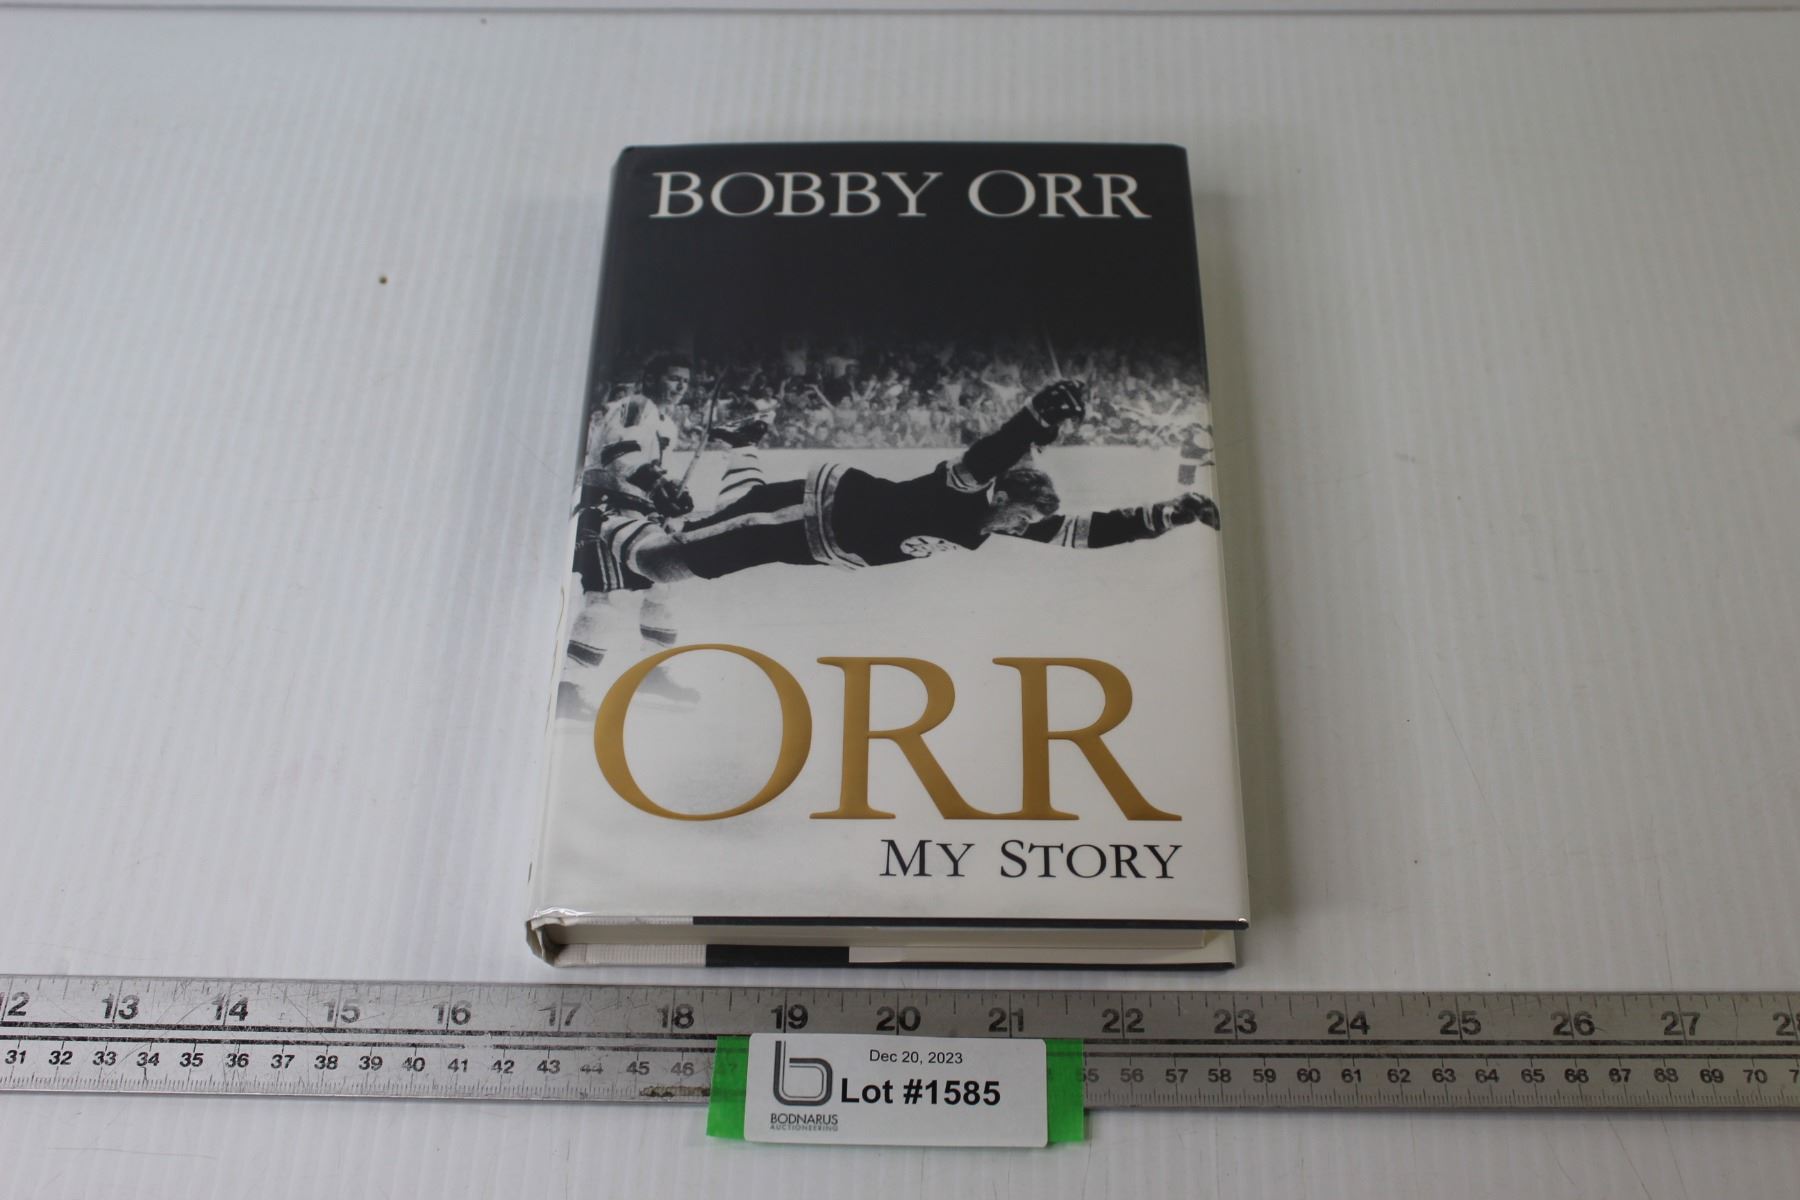 BOBBY ORR
ORR
MY STORY
12 13 14 15 16 17 18 19 20 21 22 23 24 25 26 27
31 32 33 34 35 36 37 38 39 40 41 42 43 44 45 46 55 56 57 58 59 60 61 62 63 64 65 66 67 68 69 70
Dec 20, 2023
Lot #1585
BODNARUS
AUCTIONEERING